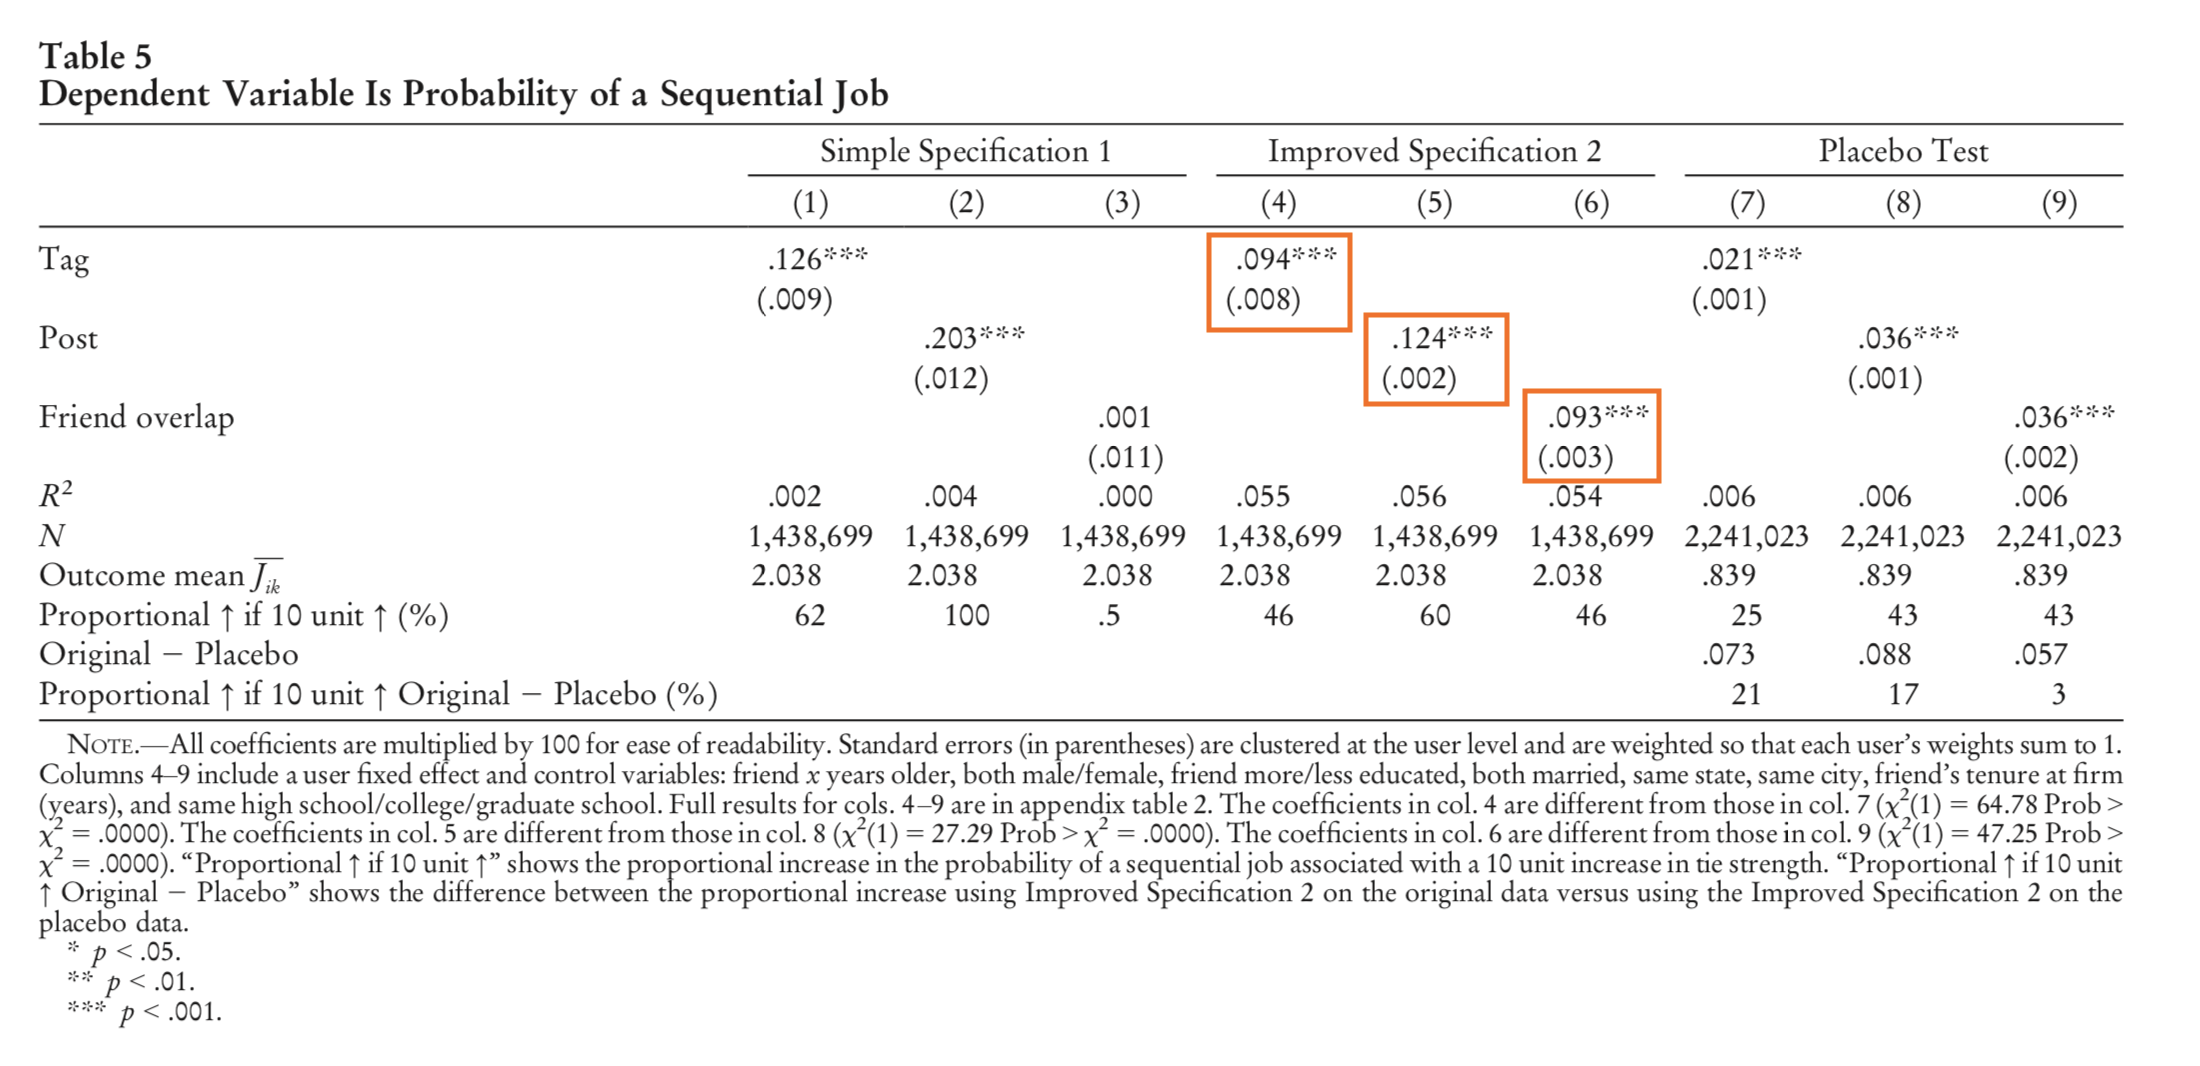 Table 5
Dependent Variable Is Probability of a Sequential Job
Simple Specification 1 Improved Specification 2 Placebo Test
(1) (2) (3) (4) (5) (6) (7) (8) (9)
Tag .126*** .094*** .021***
(.009) (.008) (.001)
Post .203*** .124*** .036***
(.012) (.002) (.001)
Friend overlap .001 .093*** .036***
(.011) (.003) (.002)
R² .002 .004 .000 .055 .056 .054 .006 .006 .006
N 1,438,699 1,438,699 1,438,699 1,438,699 1,438,699 1,438,699 2,241,023 2,241,023 2,241,023
Outcome mean J̅ᵢₖ 2.038 2.038 2.038 2.038 2.038 2.038 .839 .839 .839
Proportional ↑ if 10 unit ↑ (%) 62 100 .5 46 60 46 25 43 43
Original − Placebo .073 .088 .057
Proportional ↑ if 10 unit ↑ Original − Placebo (%) 21 17 3
NOTE.—All coefficients are multiplied by 100 for ease of readability. Standard errors (in parentheses) are clustered at the user level and are weighted so that each user’s weights sum to 1.
Columns 4–9 include a user fixed effect and control variables: friend x years older, both male/female, friend more/less educated, both married, same state, same city, friend’s tenure at firm
(years), and same high school/college/graduate school. Full results for cols. 4–9 are in appendix table 2. The coefficients in col. 4 are different from those in col. 7 (χ²(1) = 64.78 Prob >
χ² = .0000). The coefficients in col. 5 are different from those in col. 8 (χ²(1) = 27.29 Prob > χ² = .0000). The coefficients in col. 6 are different from those in col. 9 (χ²(1) = 47.25 Prob >
χ² = .0000). “Proportional ↑ if 10 unit ↑” shows the proportional increase in the probability of a sequential job associated with a 10 unit increase in tie strength. “Proportional ↑ if 10 unit
↑ Original − Placebo” shows the difference between the proportional increase using Improved Specification 2 on the original data versus using the Improved Specification 2 on the
placebo data.
* p < .05.
** p < .01.
*** p < .001.